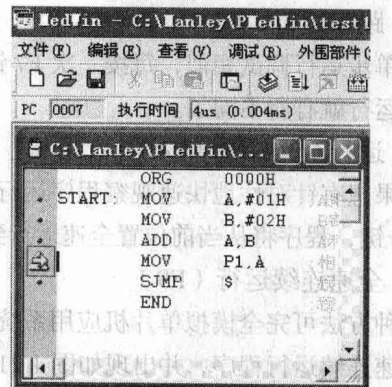 MedWin - C:\Manley\PMedWin\test1
文件(F) 编辑(E) 查看(V) 调试(R) 外围部件(
PC 0007 执行时间 4us (0.004ms)
C:\Manley\PMedWin\...
ORG 0000H
START: MOV A,#01H
MOV B,#02H
ADD A,B
MOV P1,A
SJMP $
END